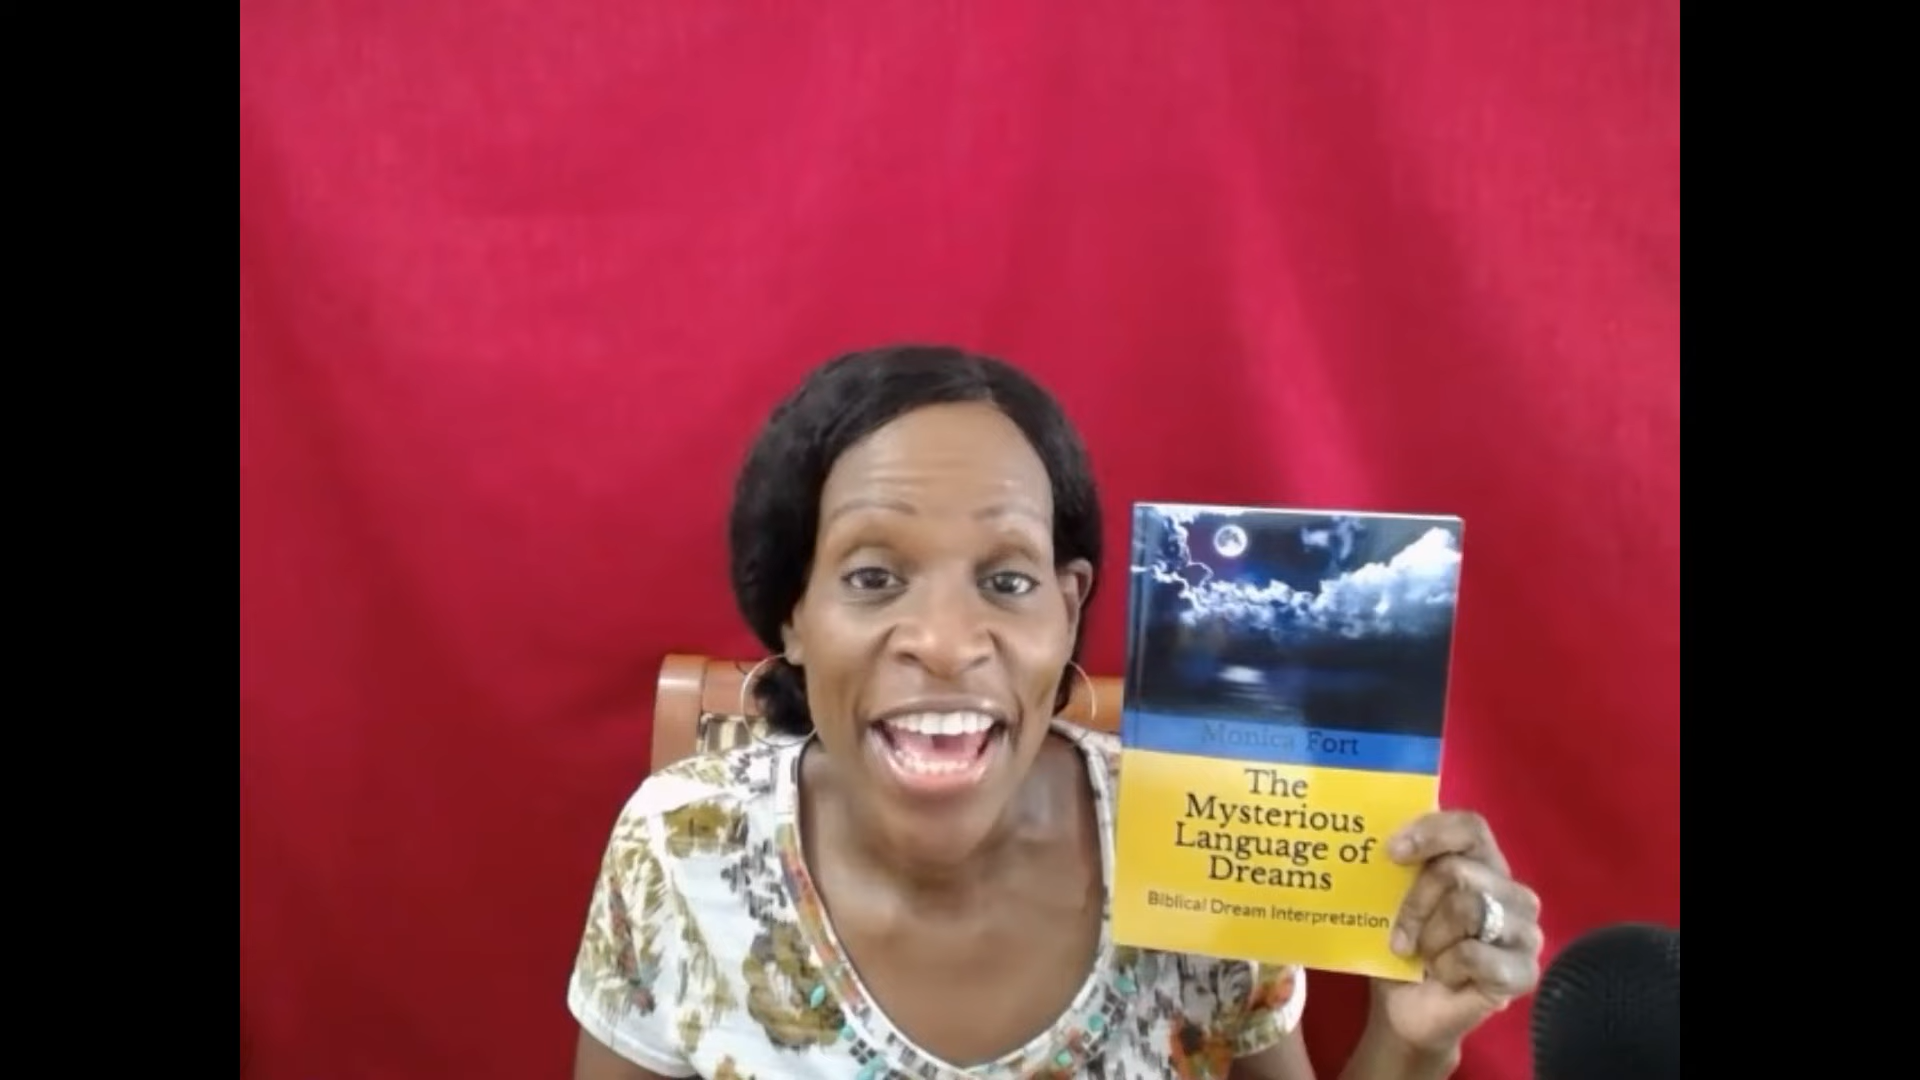 Monica Fort
The
Mysterious
Language of
Dreams
Biblical Dream Interpretation